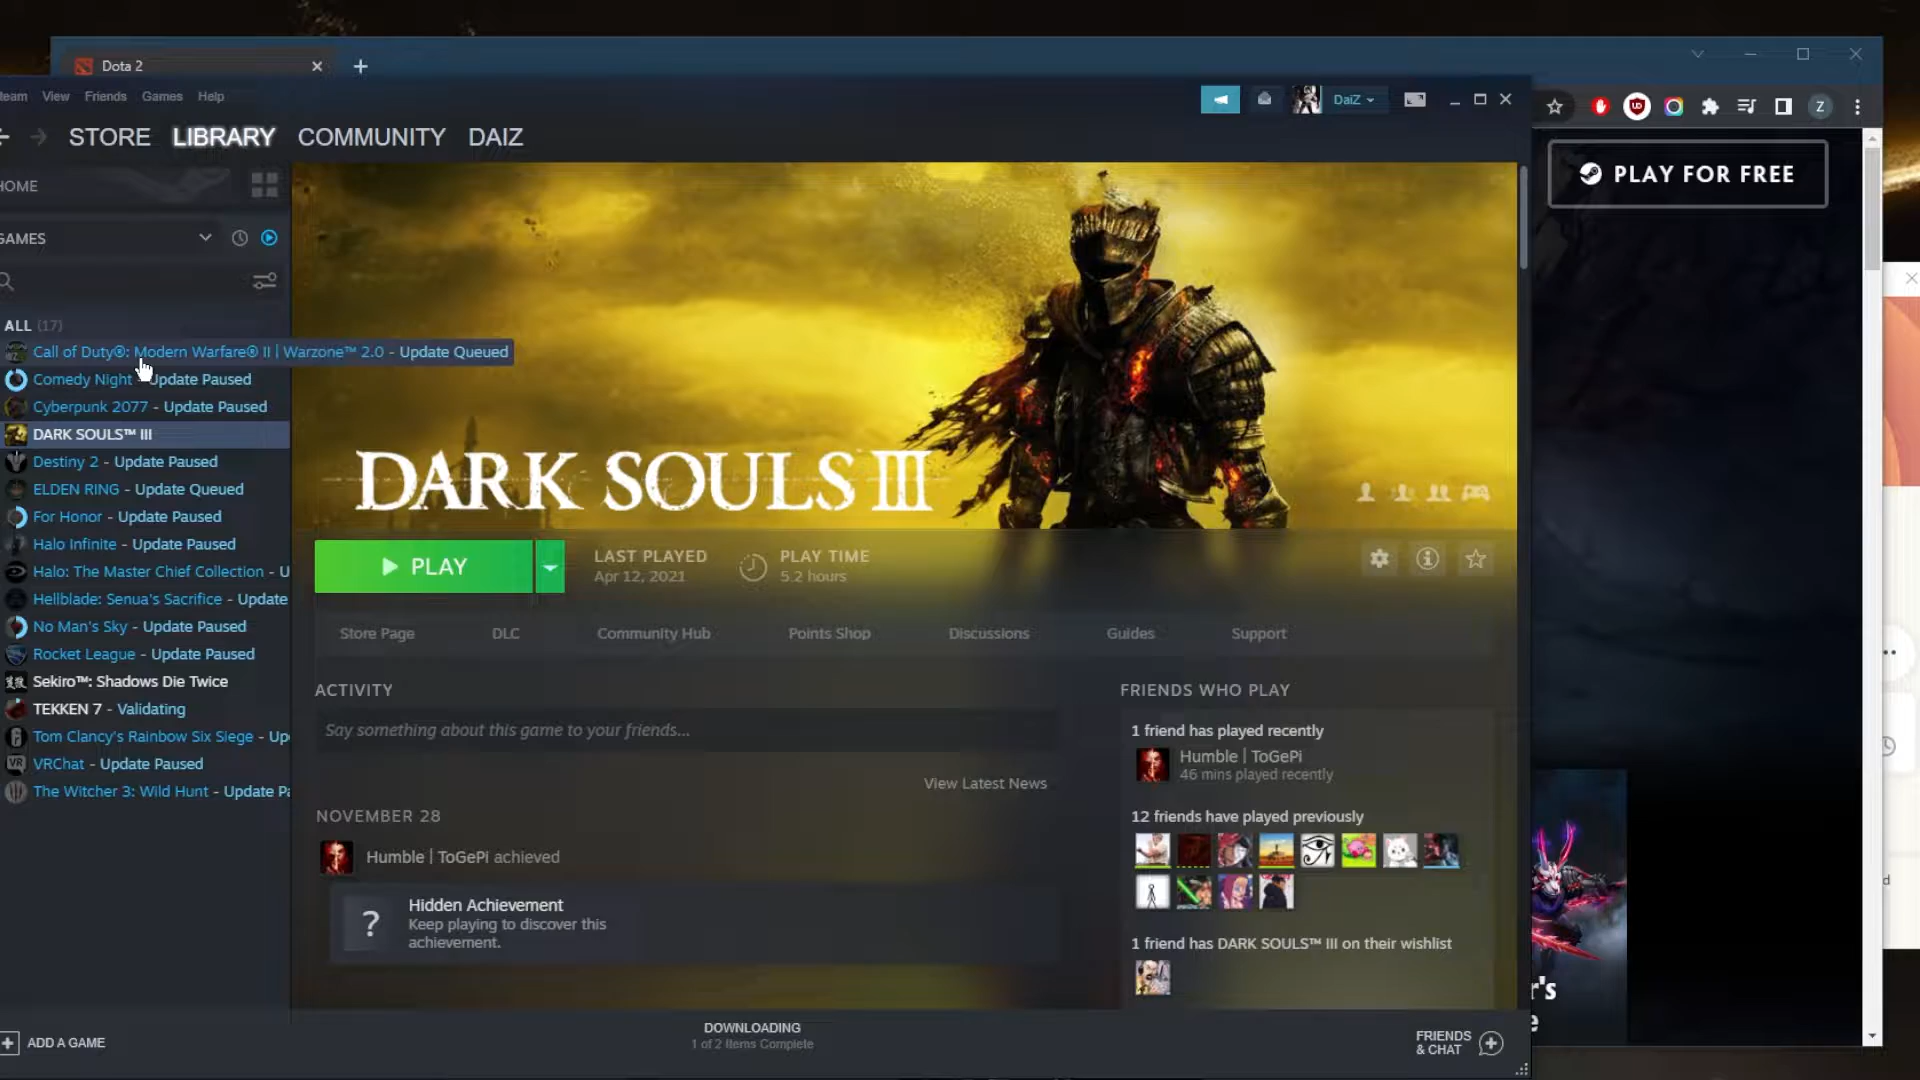 Dota 2
eam View Friends Games Help
DaiZ
STORE LIBRARY COMMUNITY DAIZ
Z
PLAY FOR FREE
HOME
GAMES
ALL (17)
Call of Duty®: Modern Warfare® II | Warzone™ 2.0 - Update Queued
Comedy Night - Update Paused
Cyberpunk 2077 - Update Paused
DARK SOULS™ III
Destiny 2 - Update Paused
ELDEN RING - Update Queued
For Honor - Update Paused
Halo Infinite - Update Paused
Halo: The Master Chief Collection - U
Hellblade: Senua's Sacrifice - Update
No Man's Sky - Update Paused
Rocket League - Update Paused
Sekiro™: Shadows Die Twice
TEKKEN 7 - Validating
Tom Clancy's Rainbow Six Siege - Up
VRChat - Update Paused
The Witcher 3: Wild Hunt - Update Pa
ADD A GAME
DARK SOULS III
PLAY
LAST PLAYED
Apr 12, 2021
PLAY TIME
5.2 hours
Store Page DLC Community Hub Points Shop Discussions Guides Support
ACTIVITY
Say something about this game to your friends...
View Latest News
NOVEMBER 28
Humble | ToGePi achieved
?
Hidden Achievement
Keep playing to discover this
achievement.
FRIENDS WHO PLAY
1 friend has played recently
Humble | ToGePi
46 mins played recently
12 friends have played previously
1 friend has DARK SOULS™ III on their wishlist
DOWNLOADING
1 of 2 Items Complete
FRIENDS
& CHAT
r's
e
d